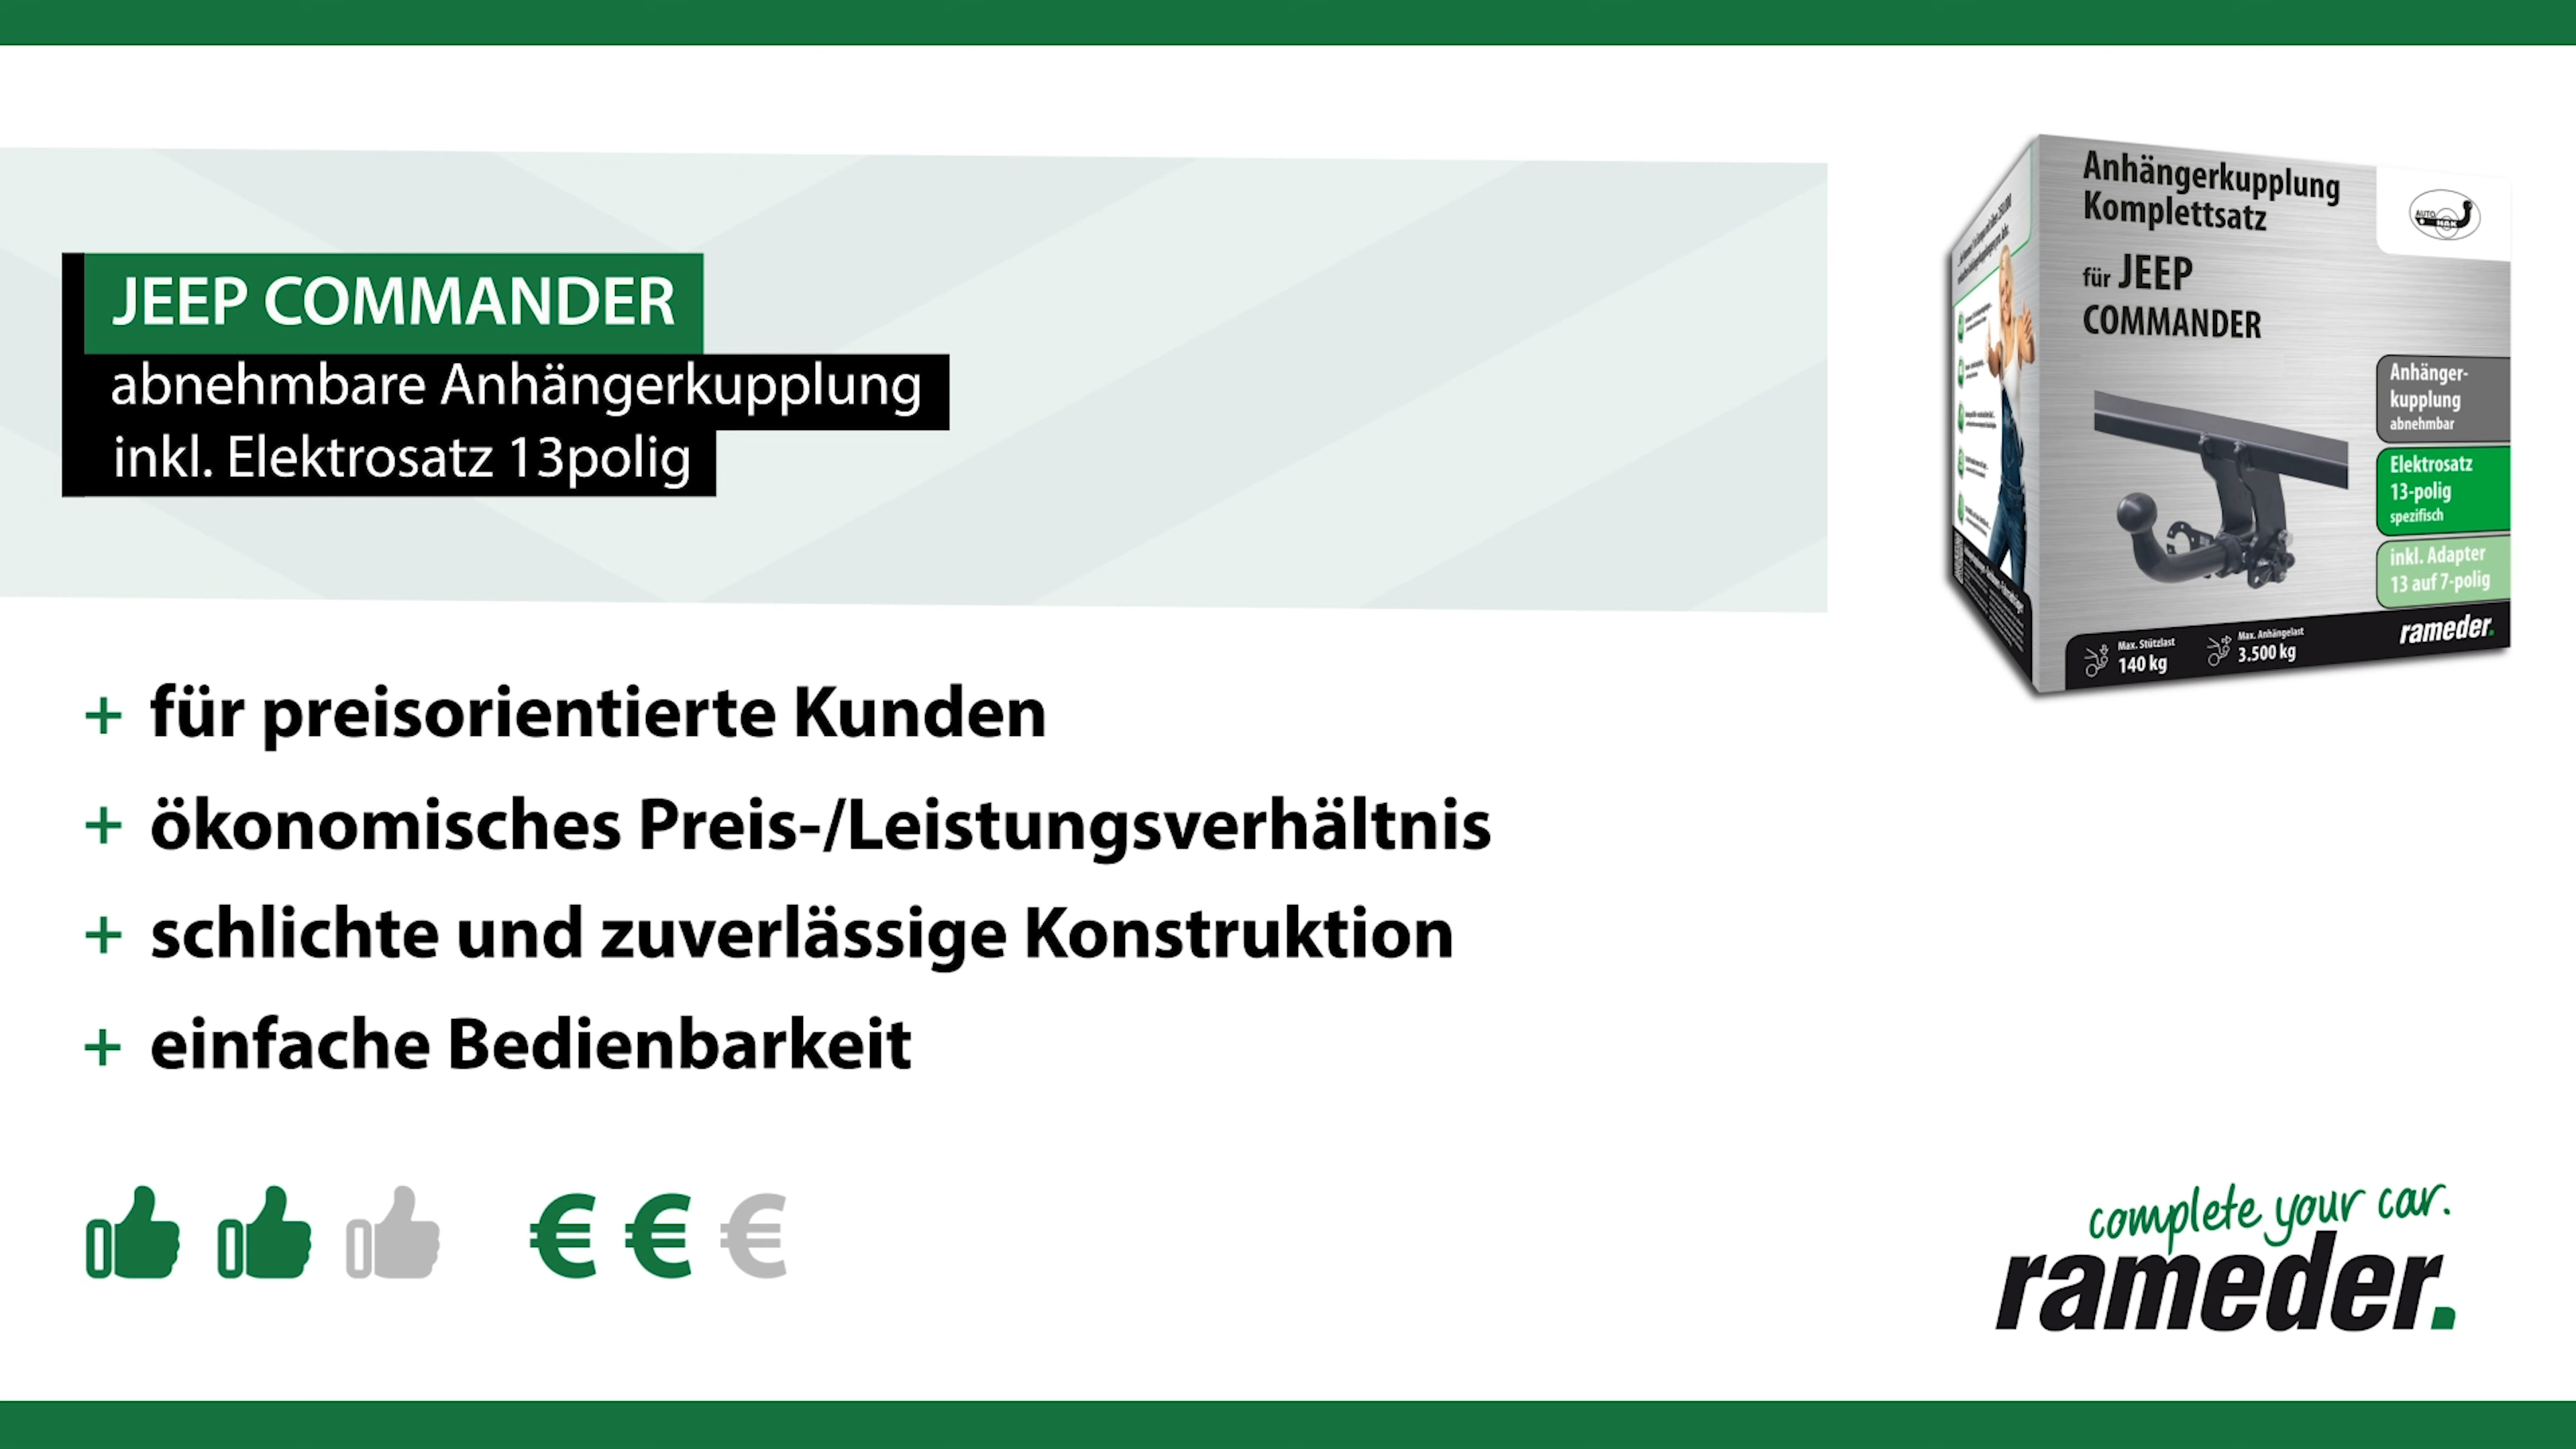 JEEP COMMANDER
abnehmbare Anhängerkupplung
inkl. Elektrosatz 13polig
+ für preisorientierte Kunden
+ ökonomisches Preis-/Leistungsverhältnis
+ schlichte und zuverlässige Konstruktion
+ einfache Bedienbarkeit
€ € €
Anhängerkupplung
Komplettsatz
für JEEP
COMMANDER
AUTO
HAK
Anhänger-
kupplung
abnehmbar
Elektrosatz
13-polig
spezifisch
inkl. Adapter
13 auf 7-polig
Max. Stützlast
140 kg
Max. Anhängelast
3.500 kg
rameder.
complete your car.
rameder.